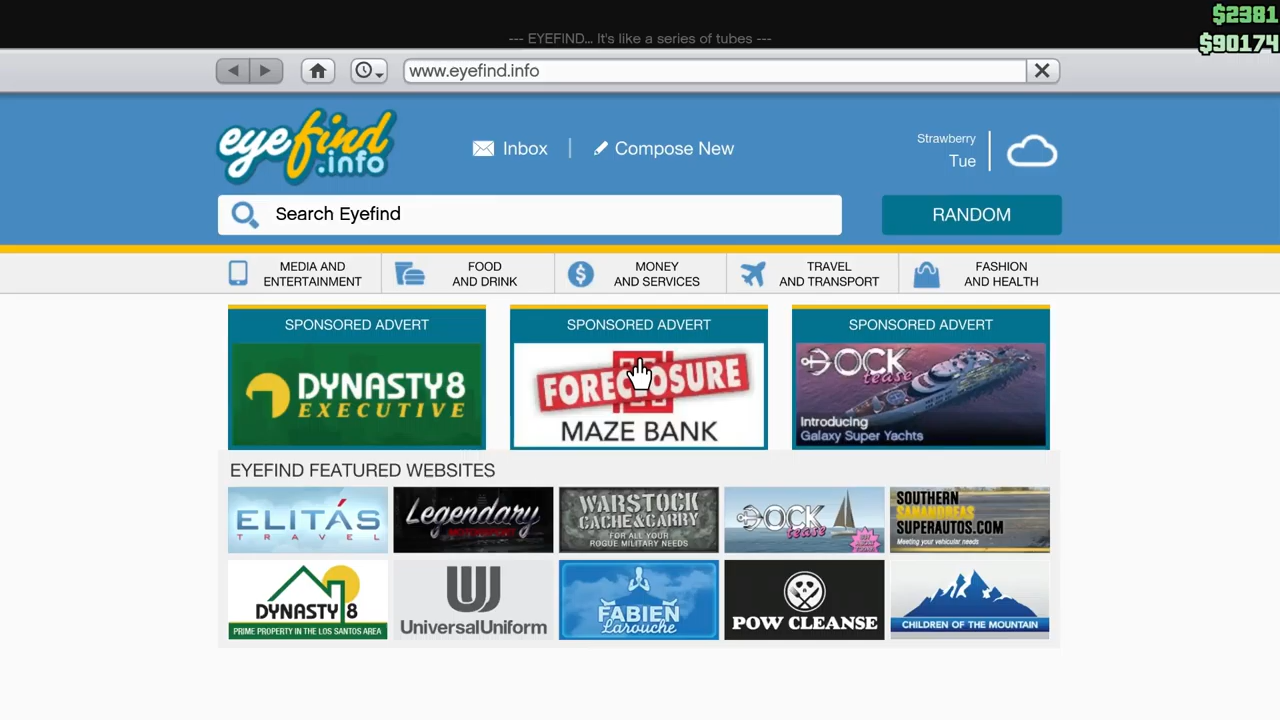 $2381
--- EYEFIND... It's like a series of tubes ---
$90174
www.eyefind.info
eyefind
.info
Inbox
Compose New
Strawberry
Tue
Search Eyefind
RANDOM
MEDIA AND
ENTERTAINMENT
FOOD
AND DRINK
MONEY
AND SERVICES
TRAVEL
AND TRANSPORT
FASHION
AND HEALTH
SPONSORED ADVERT
DYNASTY8
EXECUTIVE
SPONSORED ADVERT
FORECLOSURE
MAZE BANK
SPONSORED ADVERT
DOCK
tease
Introducing
Galaxy Super Yachts
EYEFIND FEATURED WEBSITES
ELITÁS
TRAVEL
Legendary
MOTORSPORT
WARSTOCK
CACHE&CARRY
FOR ALL YOUR
ROGUE MILITARY NEEDS
DOCK
tease
SOUTHERN
SANANDREAS
SUPERAUTOS.COM
Meeting your vehicular needs
DYNASTY 8
PRIME PROPERTY IN THE LOS SANTOS AREA
UniversalUniform
FABIEN
Larouche
POW CLEANSE
CHILDREN OF THE MOUNTAIN